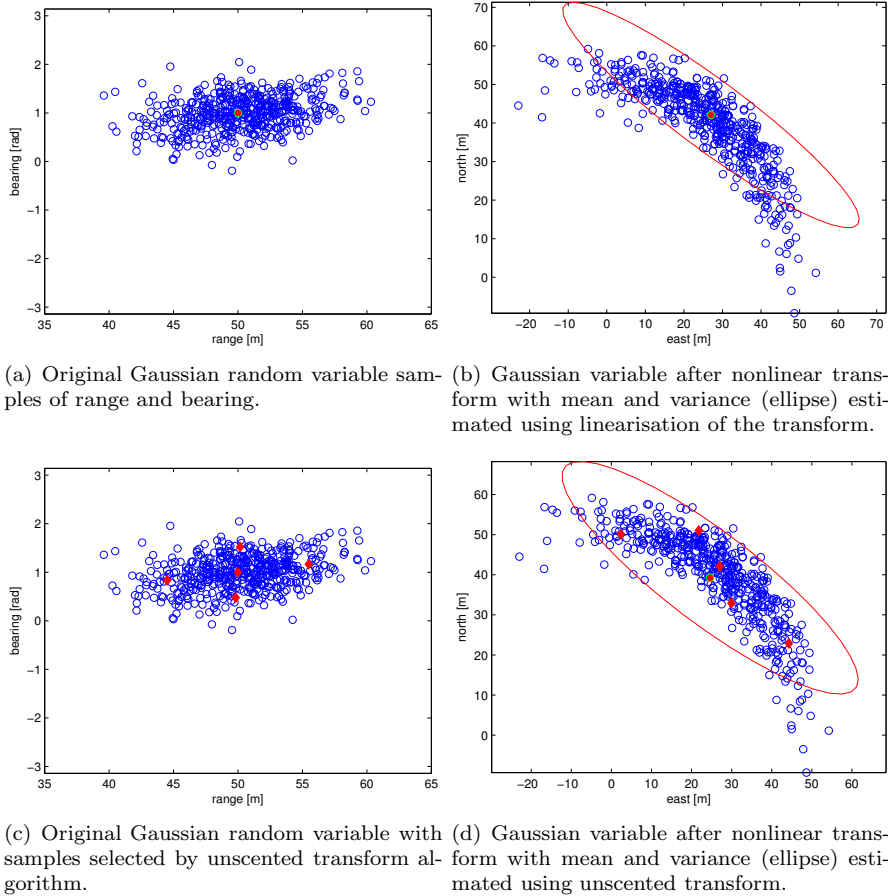 3
2
1
0
−1
−2
−3
bearing [rad]
35 40 45 50 55 60 65
range [m]
70
60
50
40
30
20
10
0
north [m]
−20 −10 0 10 20 30 40 50 60 70
east [m]
(a) Original Gaussian random variable sam-
ples of range and bearing.
(b) Gaussian variable after nonlinear trans-
form with mean and variance (ellipse) esti-
mated using linearisation of the transform.
3
2
1
0
−1
−2
−3
bearing [rad]
35 40 45 50 55 60 65
range [m]
60
50
40
30
20
10
0
north [m]
−20 −10 0 10 20 30 40 50 60
east [m]
(c) Original Gaussian random variable with
samples selected by unscented transform al-
gorithm.
(d) Gaussian variable after nonlinear trans-
form with mean and variance (ellipse) esti-
mated using unscented transform.